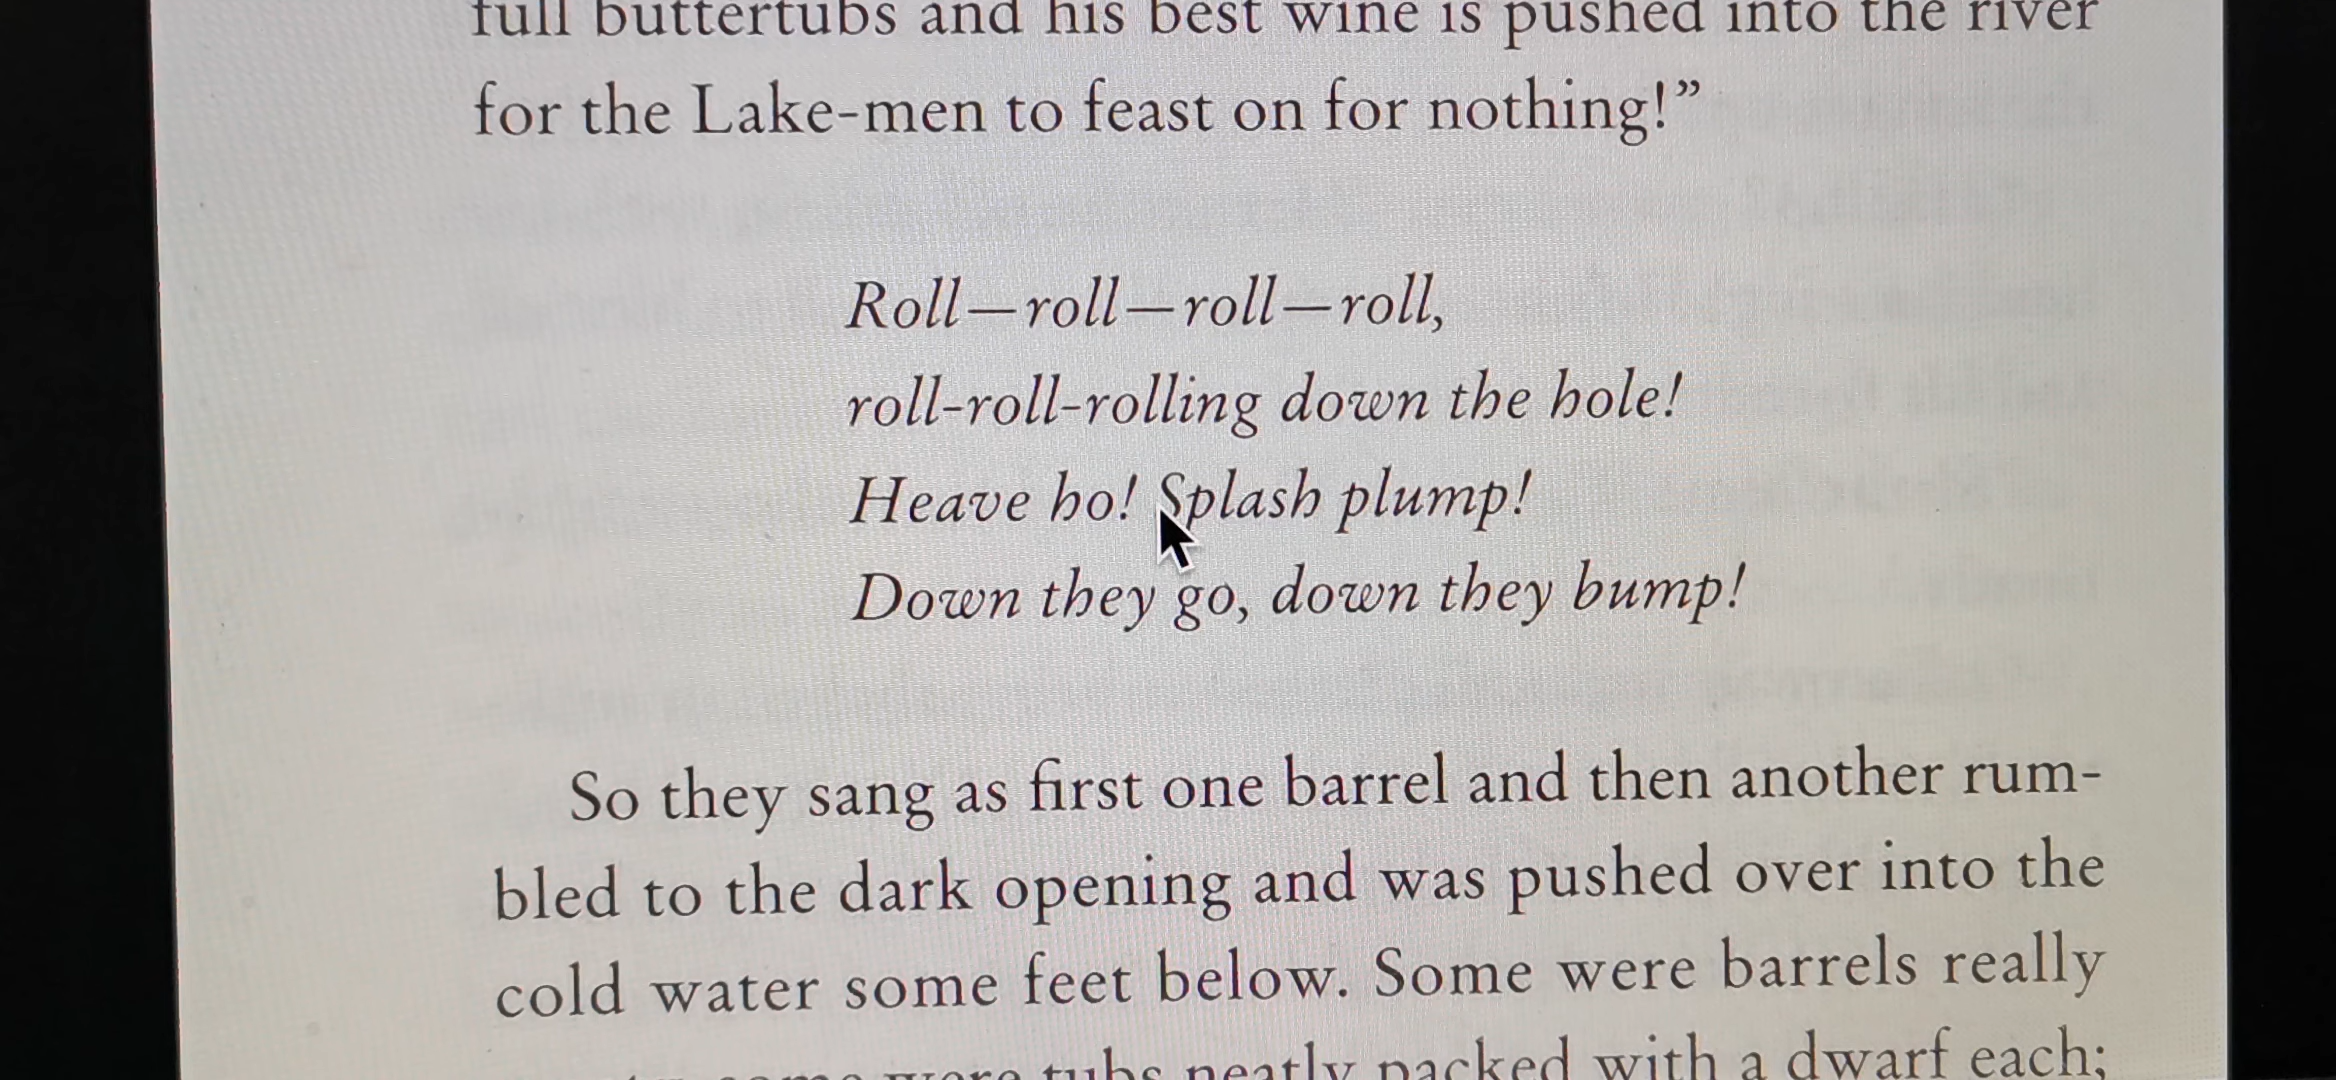 full buttertubs and his best wine is pushed into the river
for the Lake-men to feast on for nothing!”
Roll—roll—roll—roll,
roll-roll-rolling down the hole!
Heave ho! Splash plump!
Down they go, down they bump!
So they sang as first one barrel and then another rum-
bled to the dark opening and was pushed over into the
cold water some feet below. Some were barrels really
some were tubs neatly packed with a dwarf each;